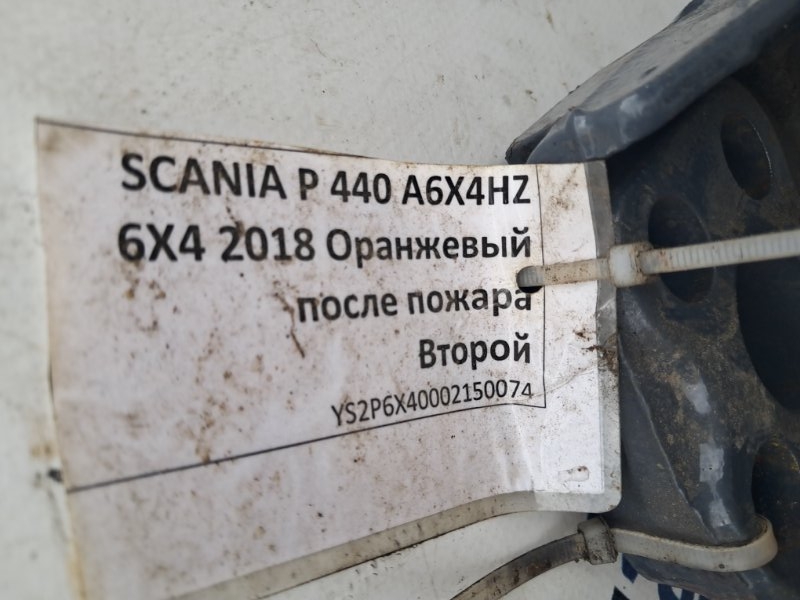 SCANIA P 440 A6X4HZ
6X4 2018 Оранжевый
после пожара
Второй
YS2P6X40002150074